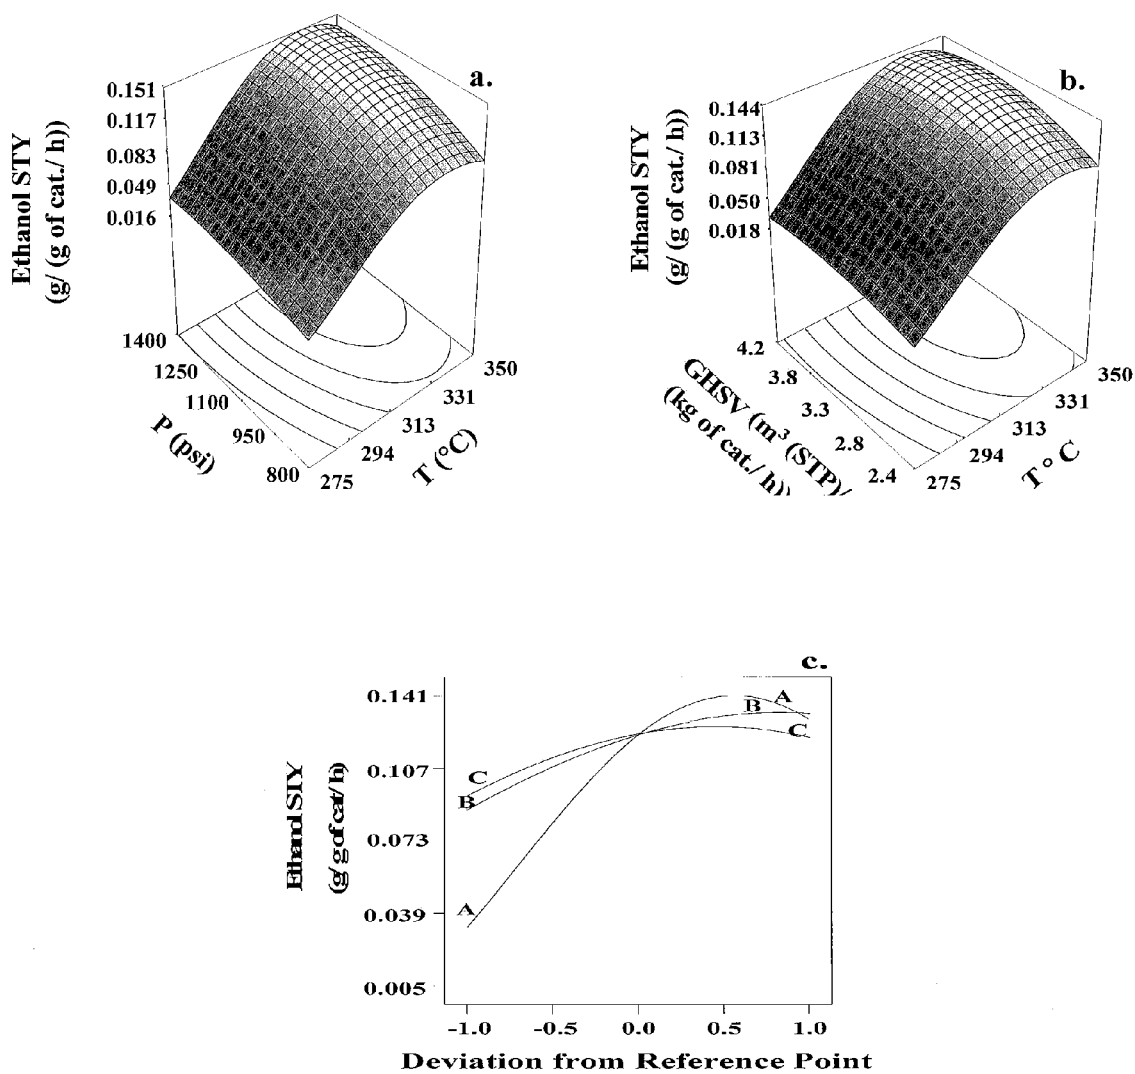 a.
0.151
0.117
0.083
0.049
0.016
Ethanol STY
(g/ (g of cat./ h))
1400
1250
1100
950
800
P (psi)
275
294
313
331
350
T (°C)
b.
0.144
0.113
0.081
0.050
0.018
Ethanol STY
(g/ (g of cat./ h))
4.2
3.8
3.3
2.8
2.4
GHSV (m³ (STP)/
(kg of cat./ h))
275
294
313
331
350
T ° C
c.
0.141
0.107
0.073
0.039
0.005
Ethanol STY
(g/ g of cat/ h)
A
B
C
C
B
A
-1.0
-0.5
0.0
0.5
1.0
Deviation from Reference Point